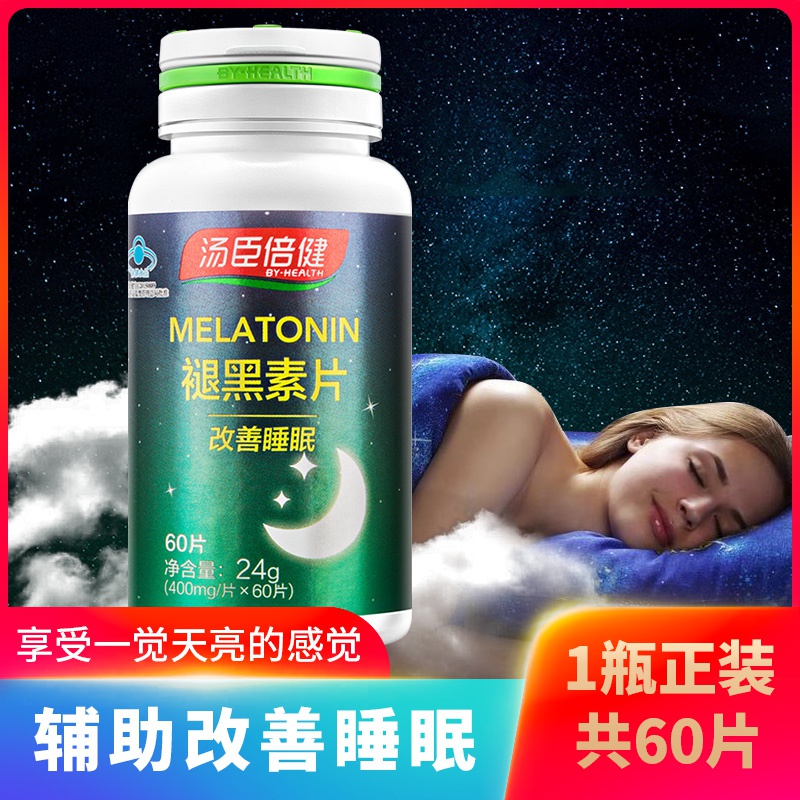 BY-HEALTH
汤臣倍健
BY-HEALTH
MELATONIN
褪黑素片
改善睡眠
60片
净含量：24g
(400mg/片×60片)
享受一觉天亮的感觉
辅助改善睡眠
1瓶正装
共60片